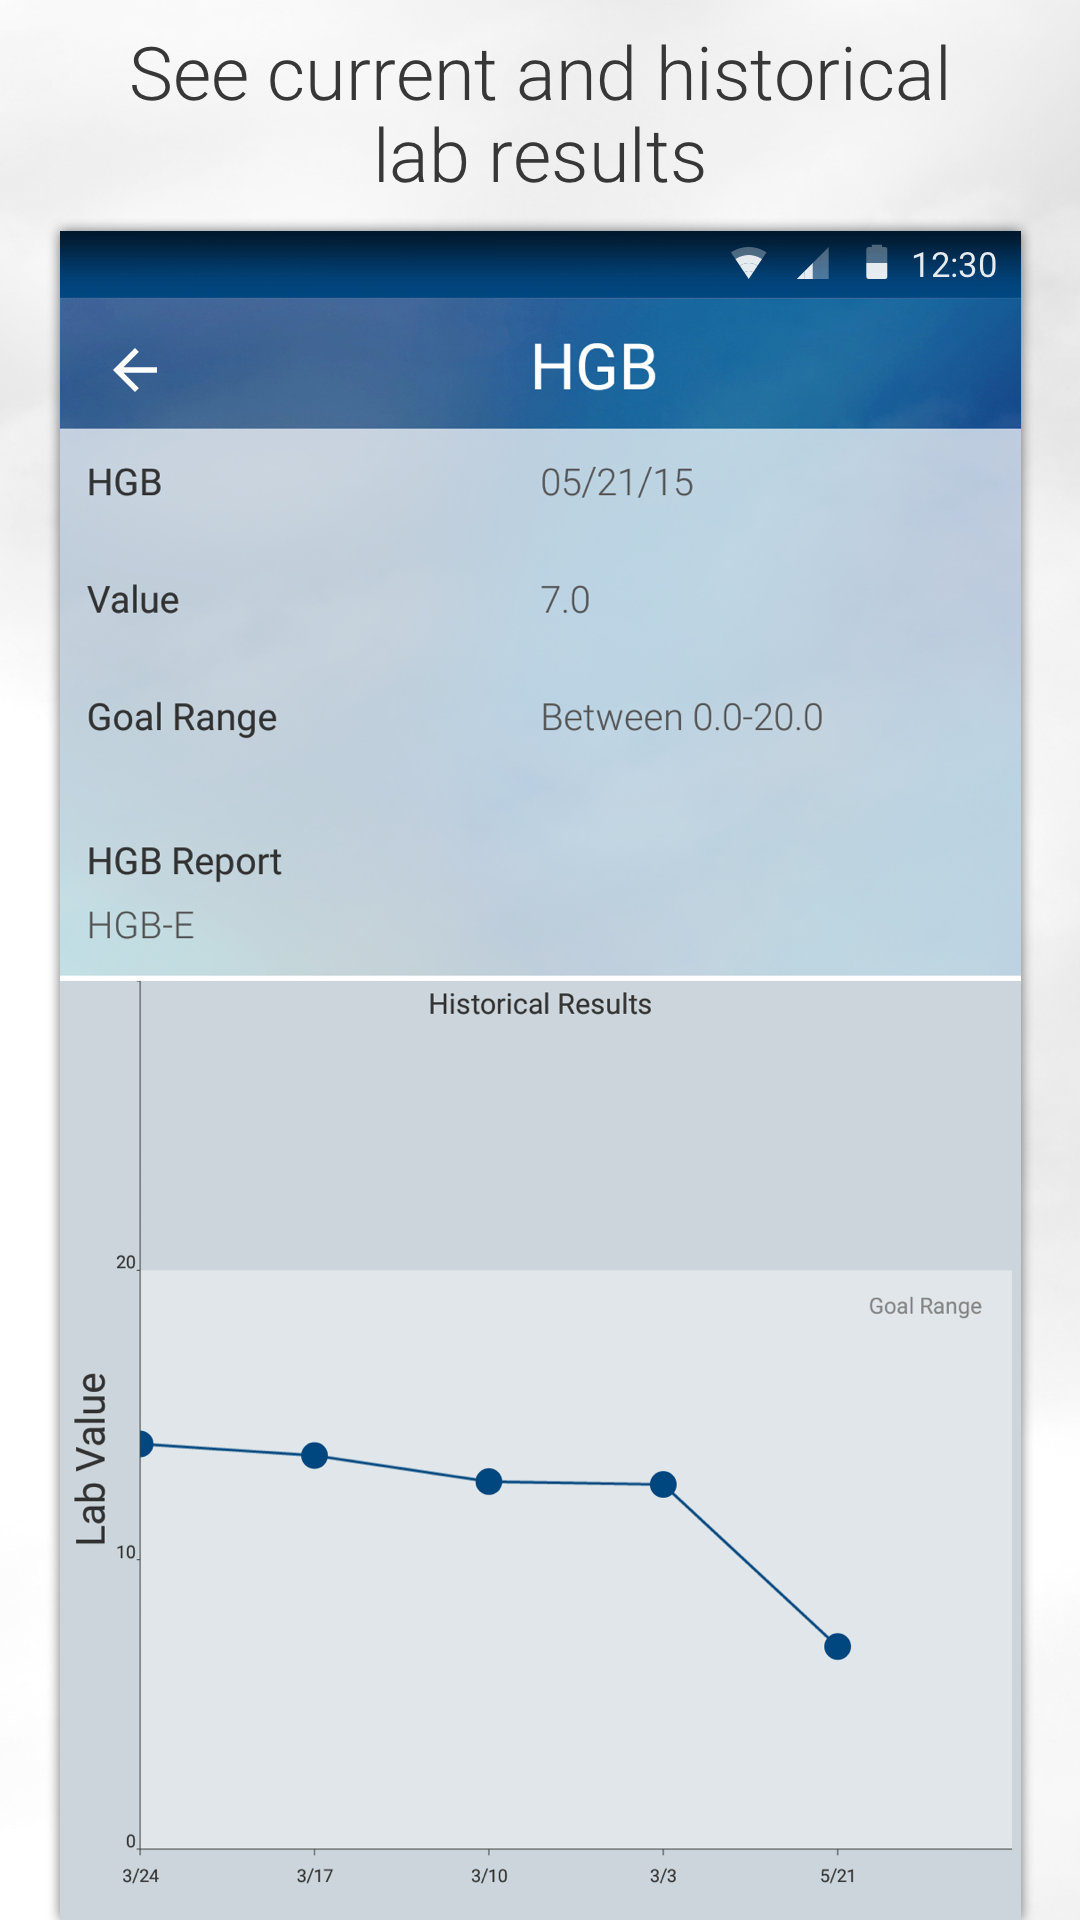 See current and historical
lab results
12:30
HGB
HGB 05/21/15
Value 7.0
Goal Range Between 0.0-20.0
HGB Report
HGB-E
Historical Results
20
Goal Range
Lab Value
10
0
3/24 3/17 3/10 3/3 5/21